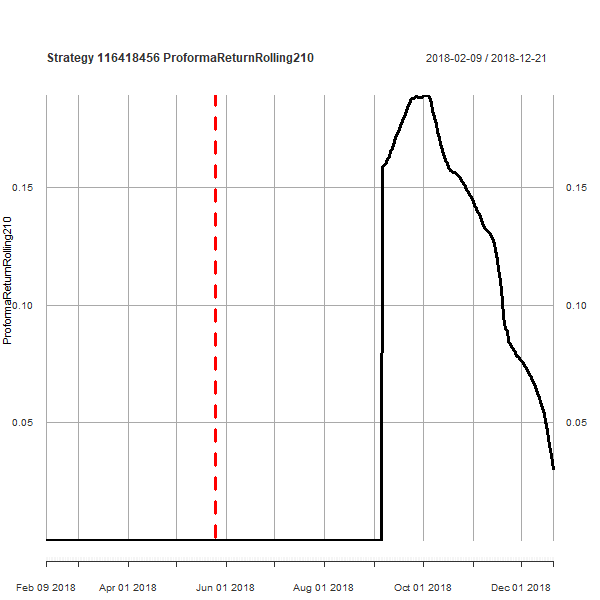 Strategy 116418456 ProformaReturnRolling210
2018-02-09 / 2018-12-21
ProformaReturnRolling210
0.15
0.15
0.10
0.10
0.05
0.05
Feb 09 2018
Apr 01 2018
Jun 01 2018
Aug 01 2018
Oct 01 2018
Dec 01 2018